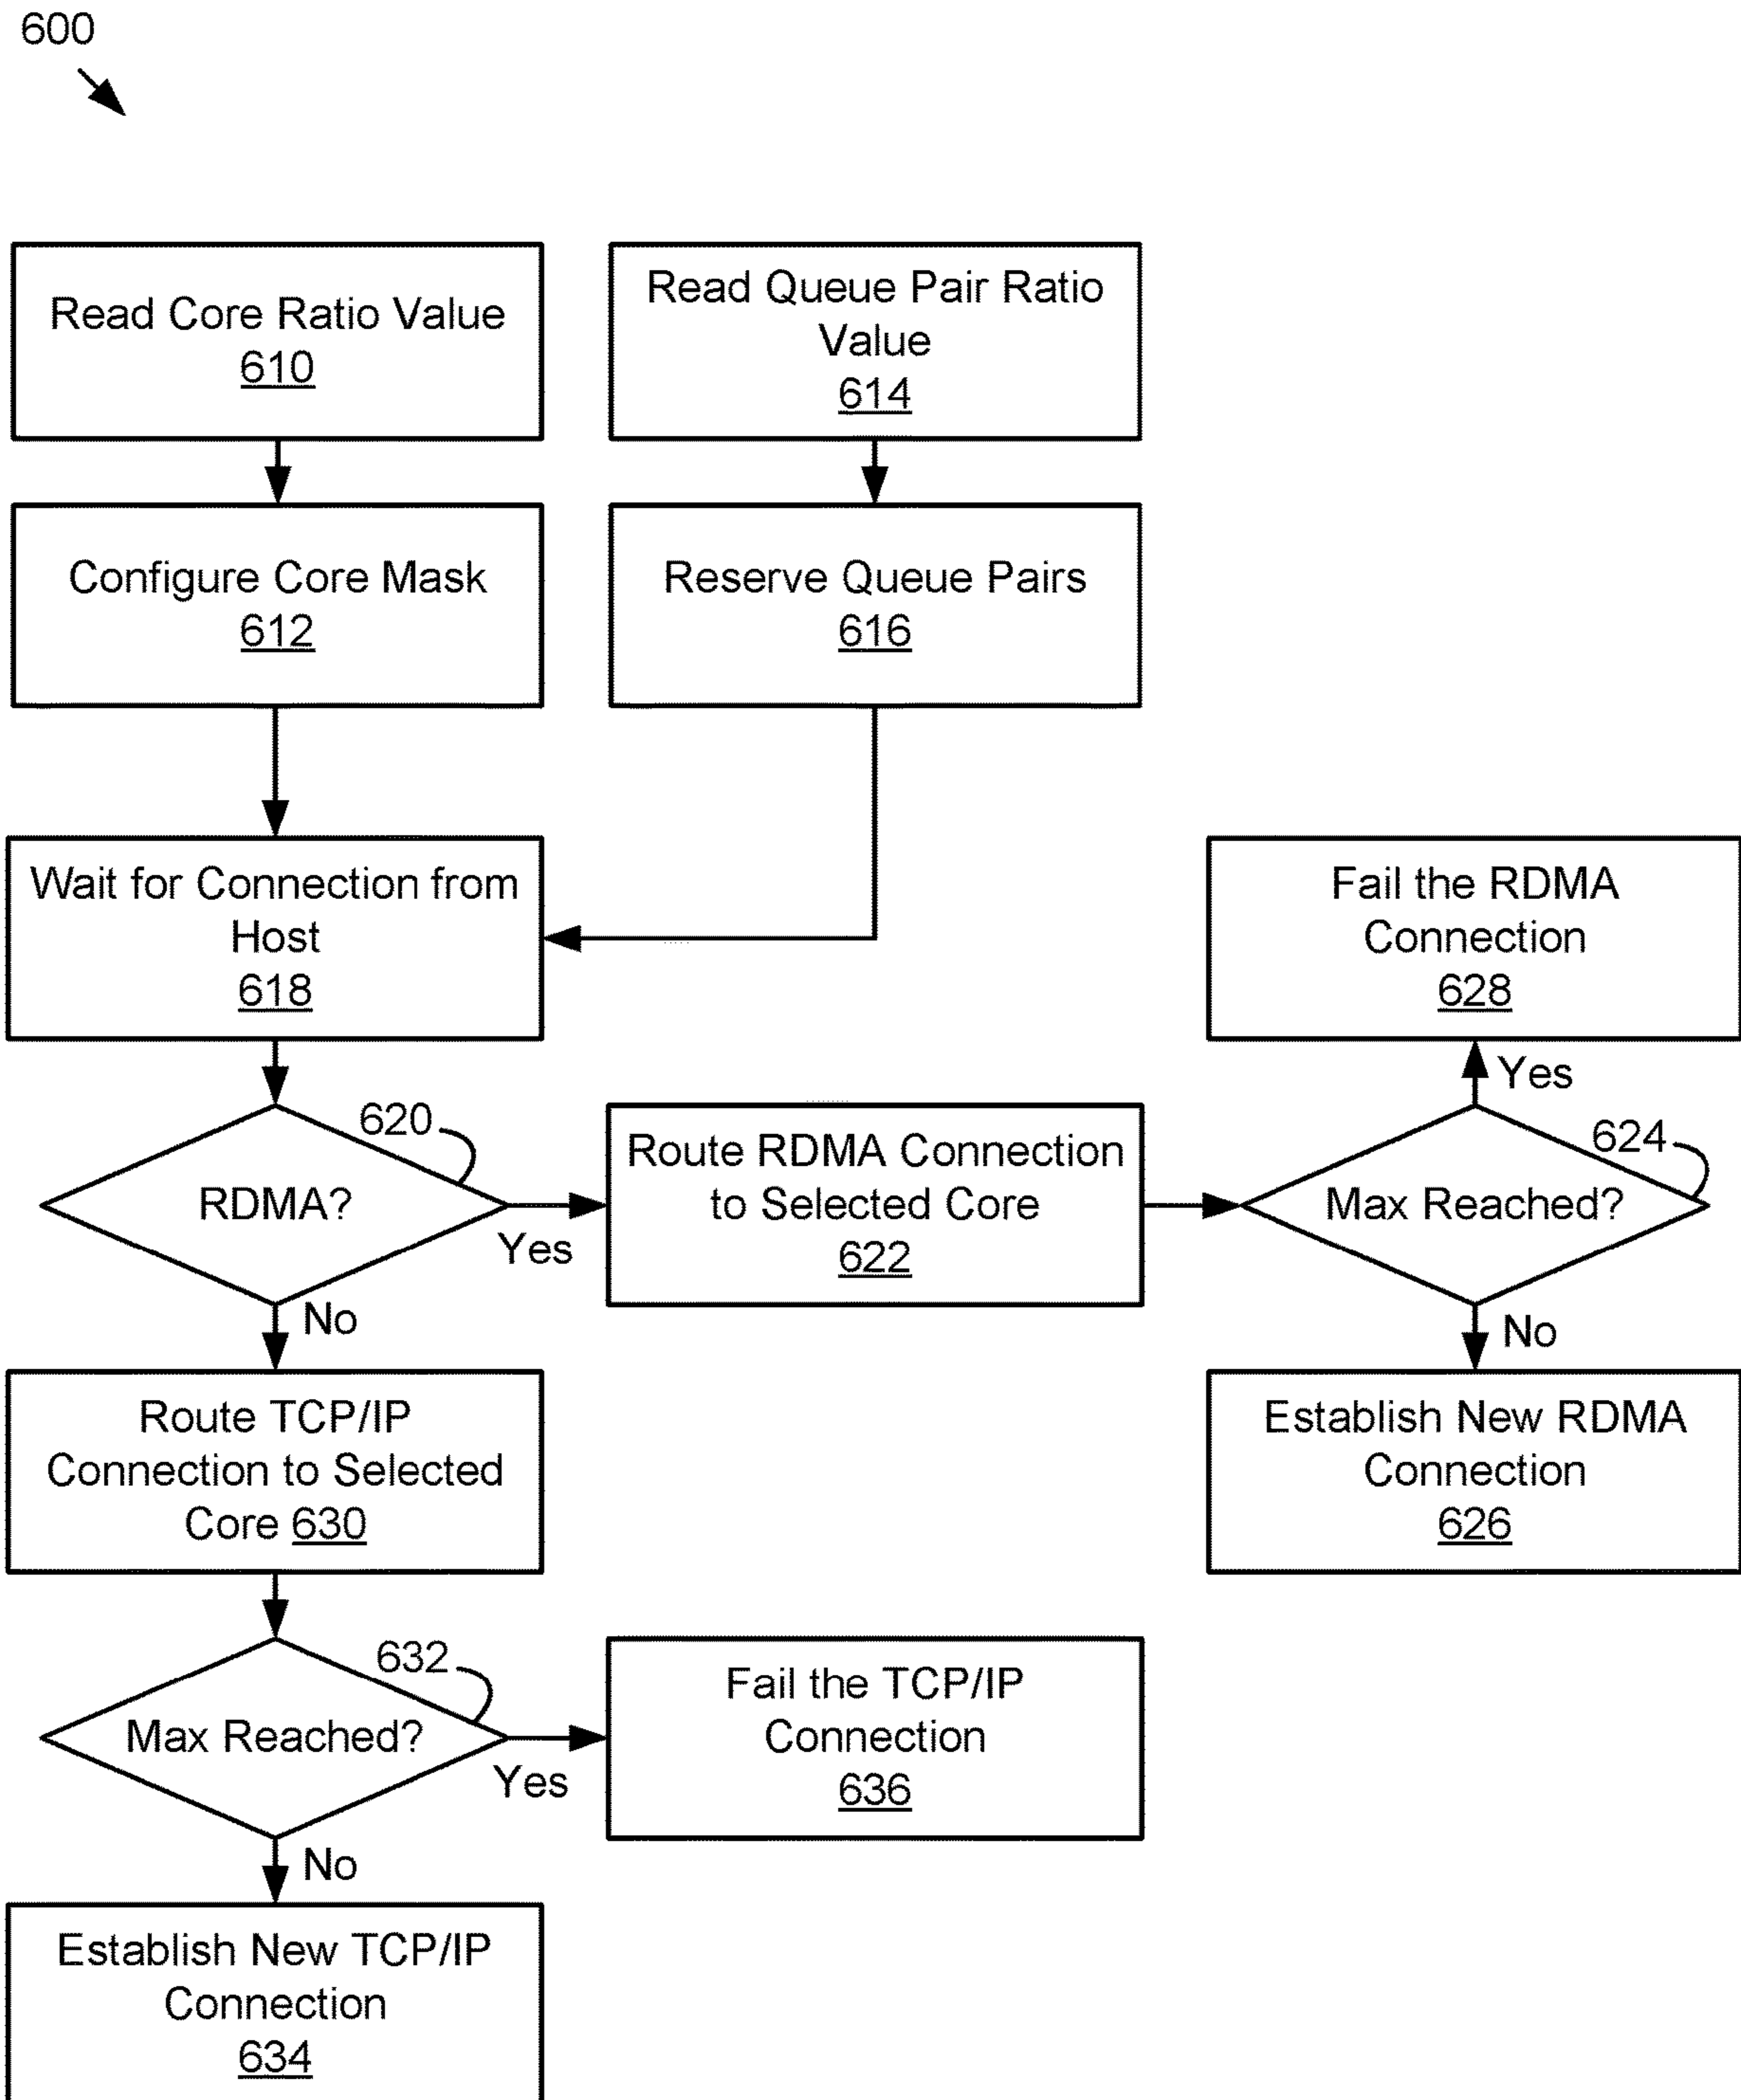 600
Read Core Ratio Value
610
Read Queue Pair Ratio
Value
614
Configure Core Mask
612
Reserve Queue Pairs
616
Wait for Connection from
Host
618
Fail the RDMA
Connection
628
Yes
620
RDMA?
Yes
Route RDMA Connection
to Selected Core
622
624
Max Reached?
No
No
Route TCP/IP
Connection to Selected
Core 630
Establish New RDMA
Connection
626
632
Max Reached?
Yes
Fail the TCP/IP
Connection
636
No
Establish New TCP/IP
Connection
634